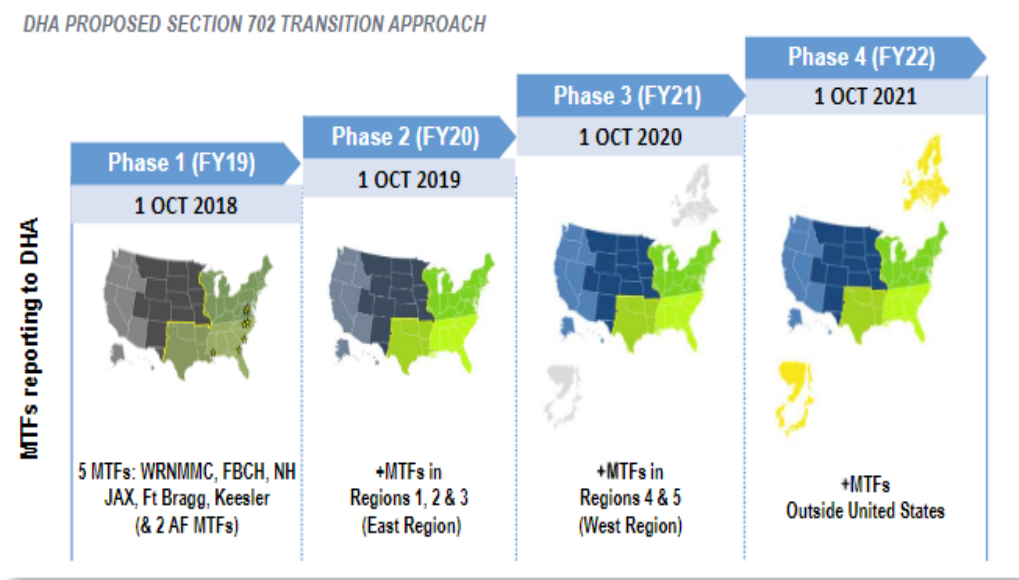 DHA PROPOSED SECTION 702 TRANSITION APPROACH
MTFs reporting to DHA
Phase 1 (FY19)
1 OCT 2018
5 MTFs: WRNMMC, FBCH, NH
JAX, Ft Bragg, Keesler
(& 2 AF MTFs)
Phase 2 (FY20)
1 OCT 2019
+MTFs in
Regions 1, 2 & 3
(East Region)
Phase 3 (FY21)
1 OCT 2020
+MTFs in
Regions 4 & 5
(West Region)
Phase 4 (FY22)
1 OCT 2021
+MTFs
Outside United States